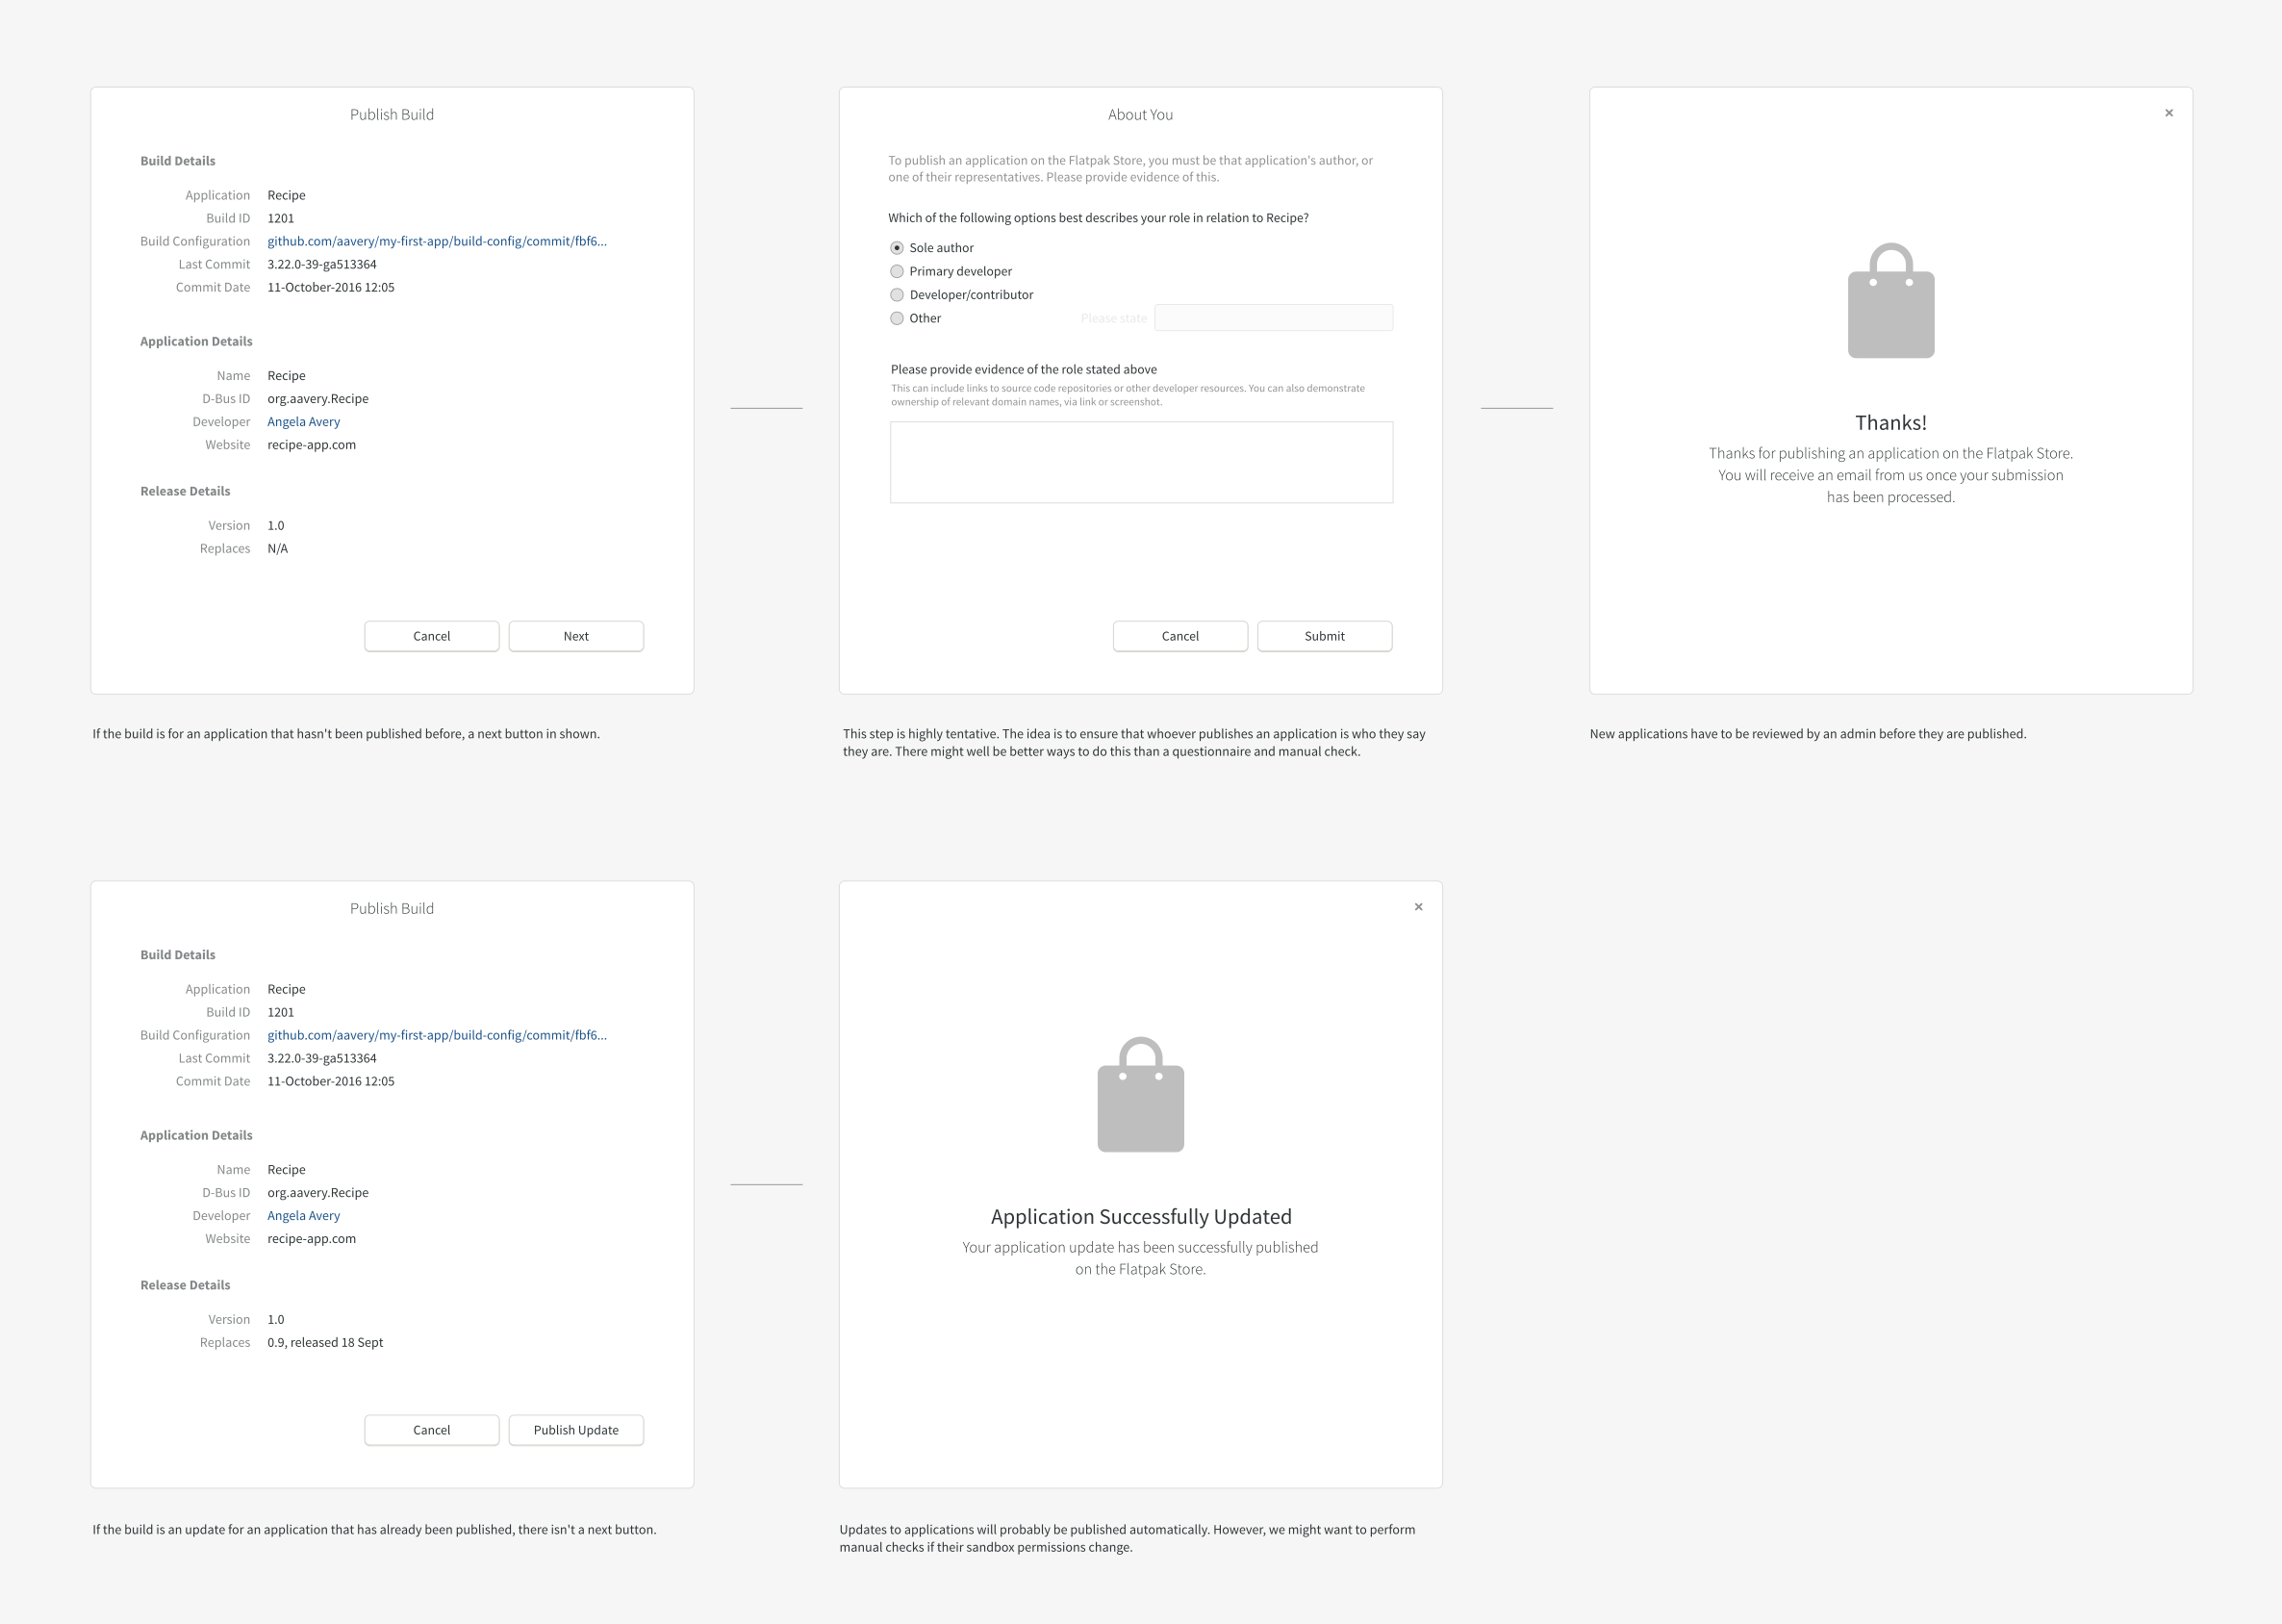 Publish Build
Build Details
Application Recipe
Build ID 1201
Build Configuration github.com/aavery/my-first-app/build-config/commit/fbf6...
Last Commit 3.22.0-39-ga513364
Commit Date 11-October-2016 12:05
Application Details
Name Recipe
D-Bus ID org.aavery.Recipe
Developer Angela Avery
Website recipe-app.com
Release Details
Version 1.0
Replaces N/A
Cancel Next
If the build is for an application that hasn't been published before, a next button in shown.
About You
To publish an application on the Flatpak Store, you must be that application's author, or
one of their representatives. Please provide evidence of this.
Which of the following options best describes your role in relation to Recipe?
Sole author
Primary developer
Developer/contributor
Other Please state
Please provide evidence of the role stated above
This can include links to source code repositories or other developer resources. You can also demonstrate
ownership of relevant domain names, via link or screenshot.
Cancel Submit
This step is highly tentative. The idea is to ensure that whoever publishes an application is who they say
they are. There might well be better ways to do this than a questionnaire and manual check.
×
Thanks!
Thanks for publishing an application on the Flatpak Store.
You will receive an email from us once your submission
has been processed.
New applications have to be reviewed by an admin before they are published.
Publish Build
Build Details
Application Recipe
Build ID 1201
Build Configuration github.com/aavery/my-first-app/build-config/commit/fbf6...
Last Commit 3.22.0-39-ga513364
Commit Date 11-October-2016 12:05
Application Details
Name Recipe
D-Bus ID org.aavery.Recipe
Developer Angela Avery
Website recipe-app.com
Release Details
Version 1.0
Replaces 0.9, released 18 Sept
Cancel Publish Update
If the build is an update for an application that has already been published, there isn't a next button.
×
Application Successfully Updated
Your application update has been successfully published
on the Flatpak Store.
Updates to applications will probably be published automatically. However, we might want to perform
manual checks if their sandbox permissions change.